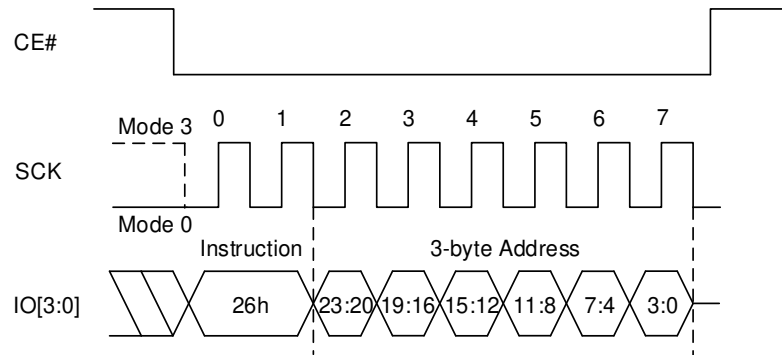 CE#
Mode 3
0 1 2 3 4 5 6 7
SCK
Mode 0
Instruction 3-byte Address
IO[3:0] 26h 23:20 19:16 15:12 11:8 7:4 3:0